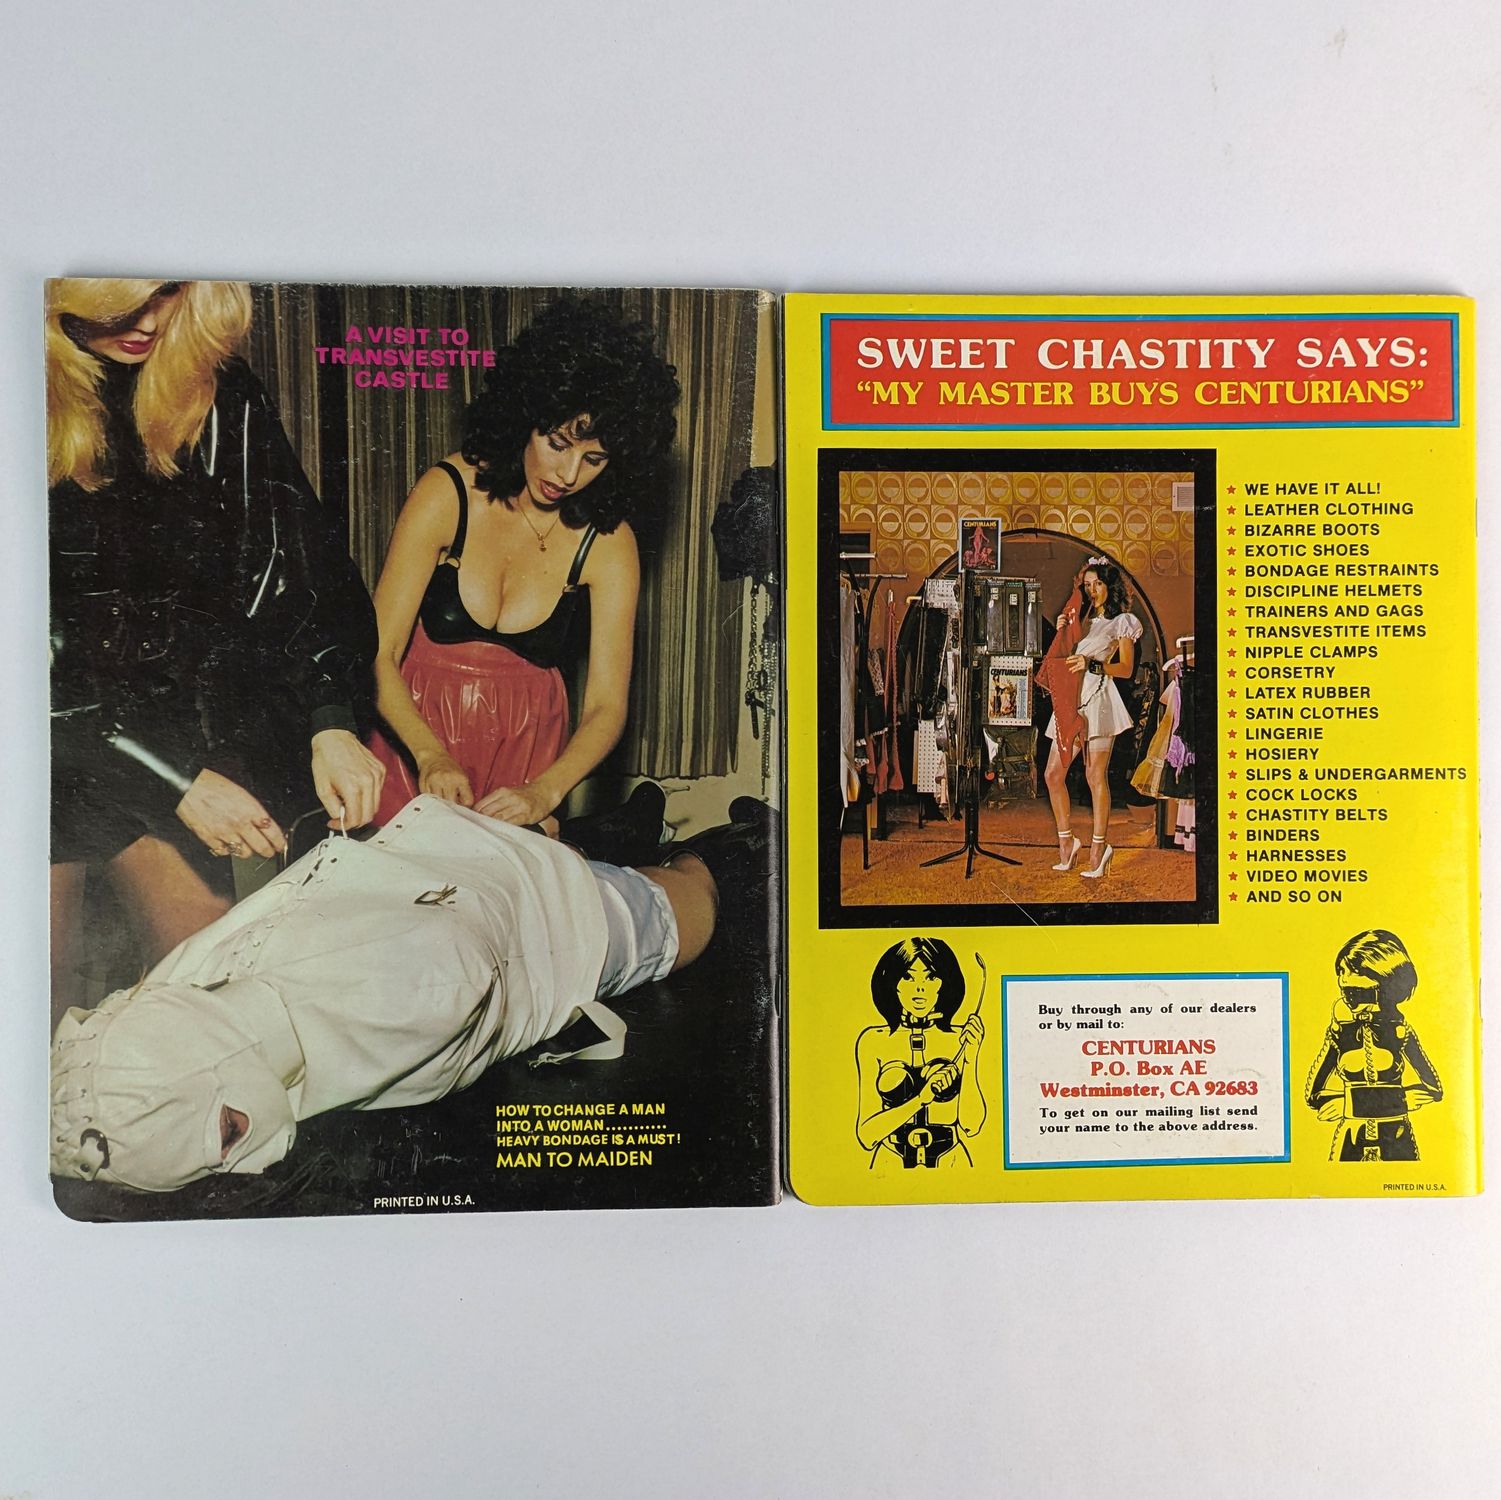 A VISIT TO
TRANSVESTITE
CASTLE
HOW TO CHANGE A MAN
INTO A WOMAN...........
HEAVY BONDAGE IS A MUST!
MAN TO MAIDEN
PRINTED IN U.S.A.
SWEET CHASTITY SAYS:
“MY MASTER BUYS CENTURIANS”
CENTURIANS
CENTURIANS
★ WE HAVE IT ALL!
★ LEATHER CLOTHING
★ BIZARRE BOOTS
★ EXOTIC SHOES
★ BONDAGE RESTRAINTS
★ DISCIPLINE HELMETS
★ TRAINERS AND GAGS
★ TRANSVESTITE ITEMS
★ NIPPLE CLAMPS
★ CORSETRY
★ LATEX RUBBER
★ SATIN CLOTHES
★ LINGERIE
★ HOSIERY
★ SLIPS & UNDERGARMENTS
★ COCK LOCKS
★ CHASTITY BELTS
★ BINDERS
★ HARNESSES
★ VIDEO MOVIES
★ AND SO ON
Buy through any of our dealers
or by mail to:
CENTURIANS
P.O. Box AE
Westminster, CA 92683
To get on our mailing list send
your name to the above address.
PRINTED IN U.S.A.